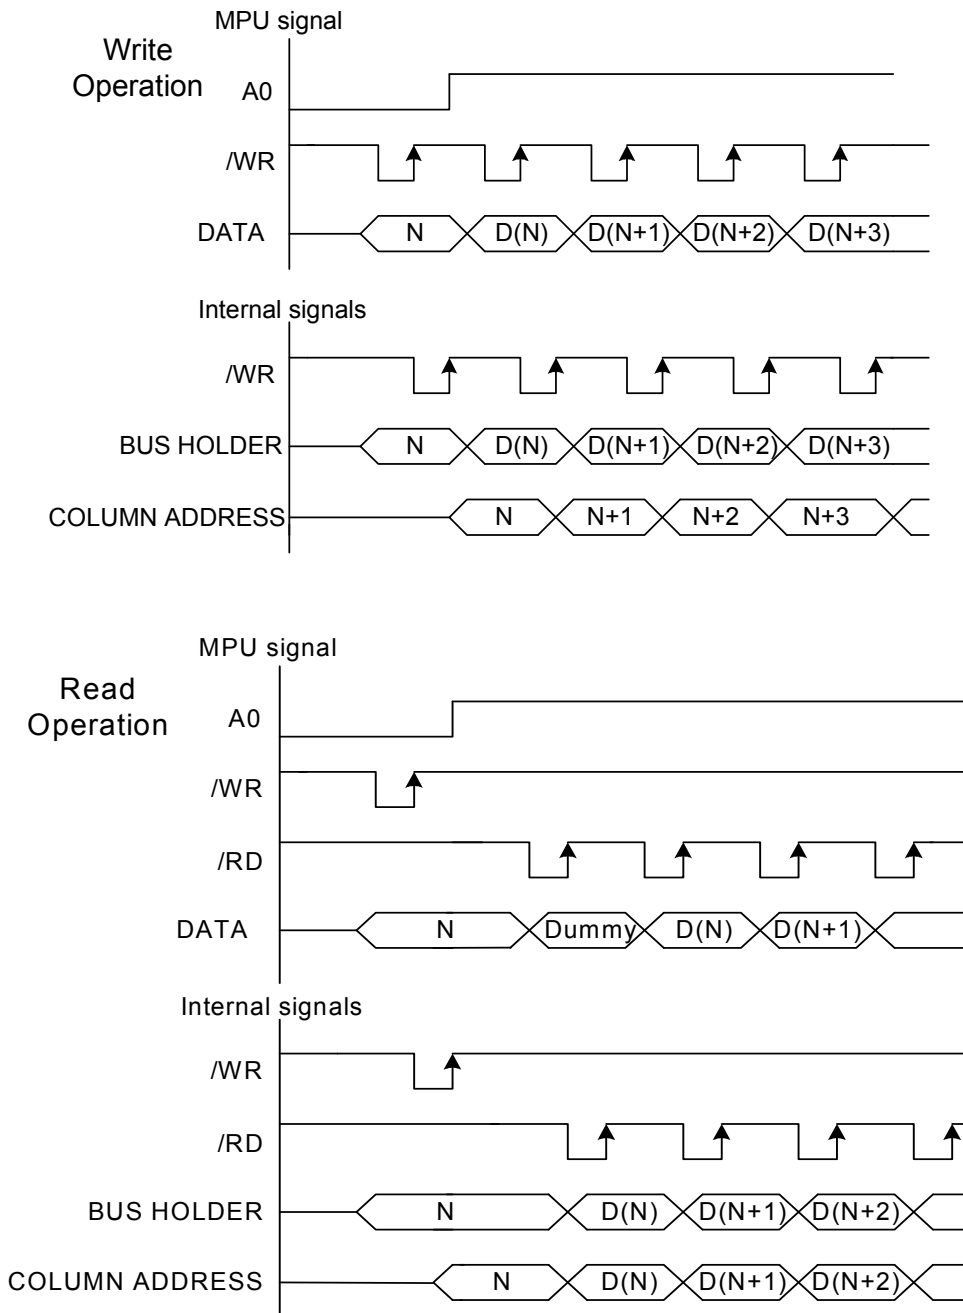 MPU signal
Write
Operation
A0
/WR
DATA N D(N) D(N+1) D(N+2) D(N+3)
Internal signals
/WR
BUS HOLDER N D(N) D(N+1) D(N+2) D(N+3)
COLUMN ADDRESS N N+1 N+2 N+3
MPU signal
Read
Operation
A0
/WR
/RD
DATA N Dummy D(N) D(N+1)
Internal signals
/WR
/RD
BUS HOLDER N D(N) D(N+1) D(N+2)
COLUMN ADDRESS N D(N) D(N+1) D(N+2)